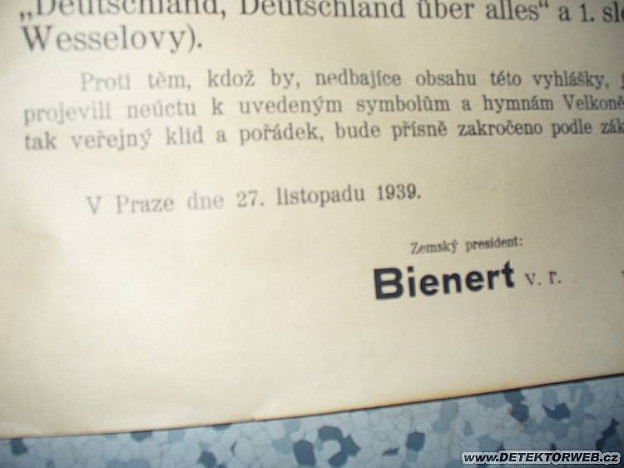 „Deutschland, Deutschland über alles“ a 1. slo
Wesselovy).
Proti těm, kdož by, nedbajíce obsahu této vyhlášky,
projevili neúctu k uvedeným symbolům a hymnám Velkoně
tak veřejný klid a pořádek, bude přísně zakročeno podle zák
V Praze dne 27. listopadu 1939.
Zemský president:
Bienert v. r.
WWW.DETEKTORWEB.cz